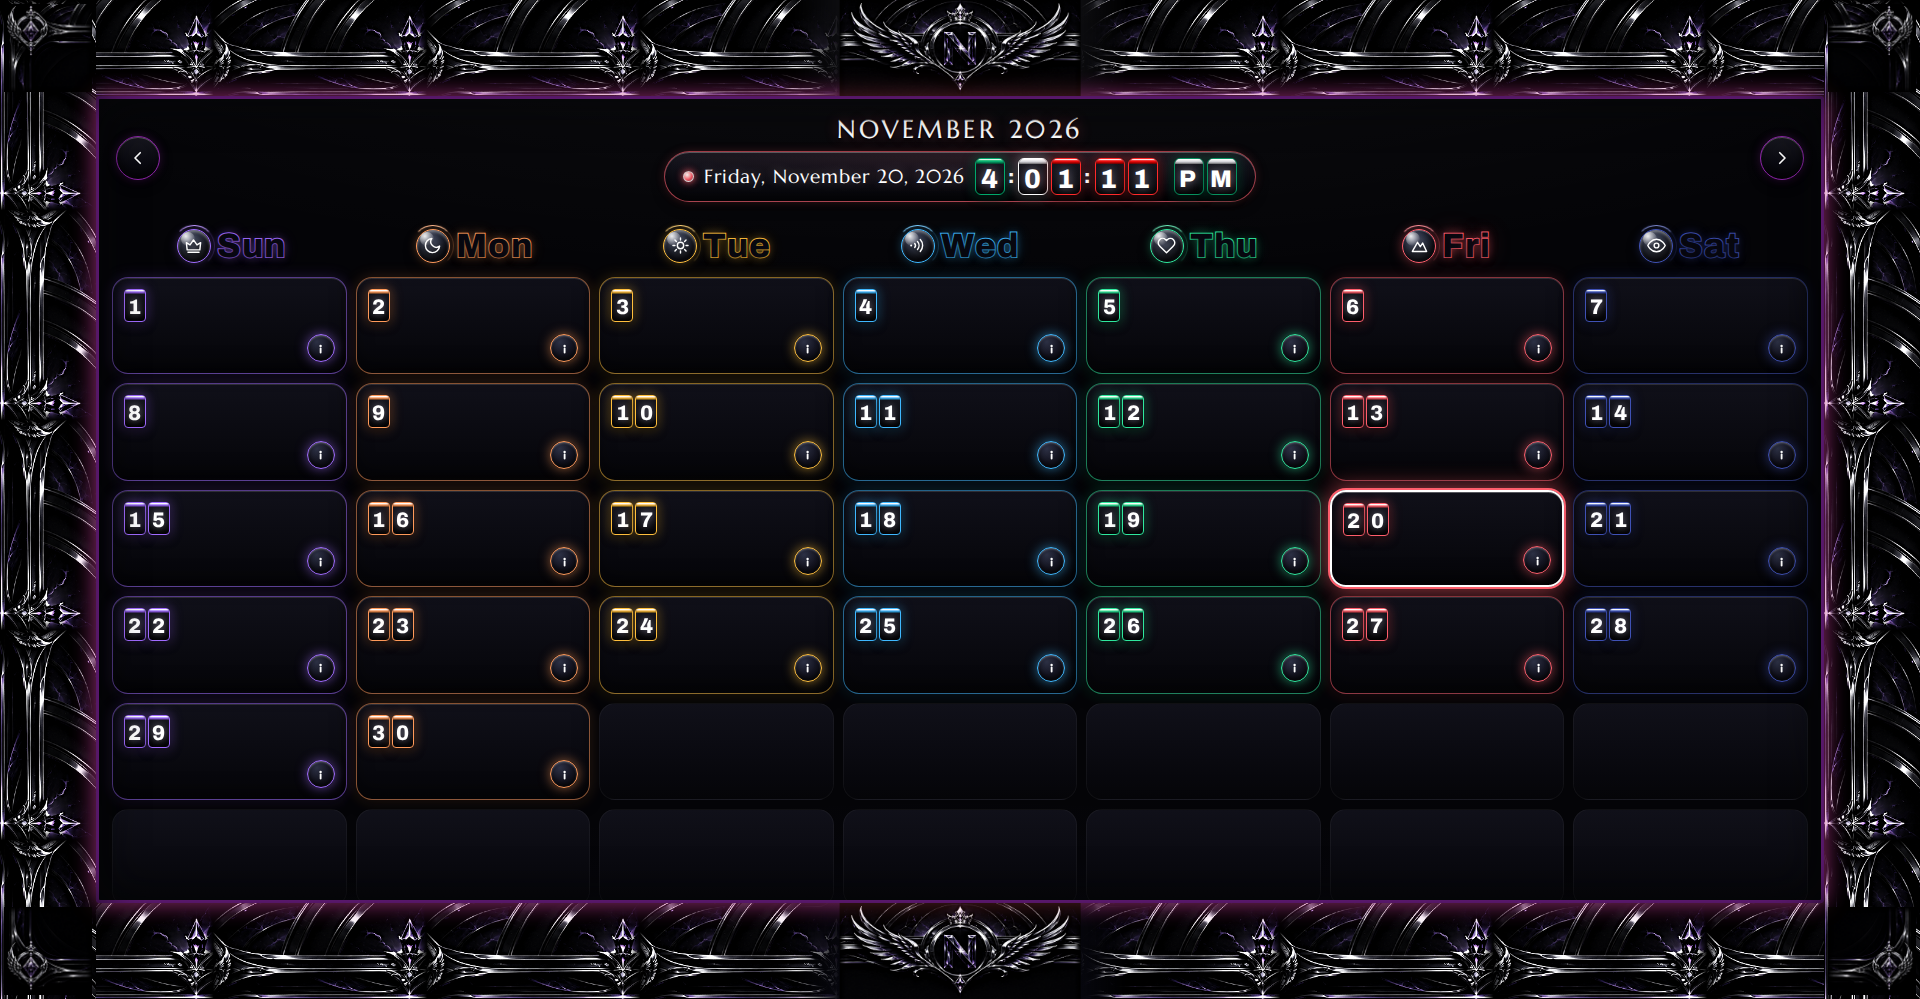 N
NOVEMBER 2026
Friday, November 20, 2026 4:01:11 PM
Sun Mon Tue Wed Thu Fri Sat
1 2 3 4 5 6 7
i i i i i i i
8 9 10 11 12 13 14
i i i i i i i
15 16 17 18 19 20 21
i i i i i i i
22 23 24 25 26 27 28
i i i i i i i
29 30
i i
N